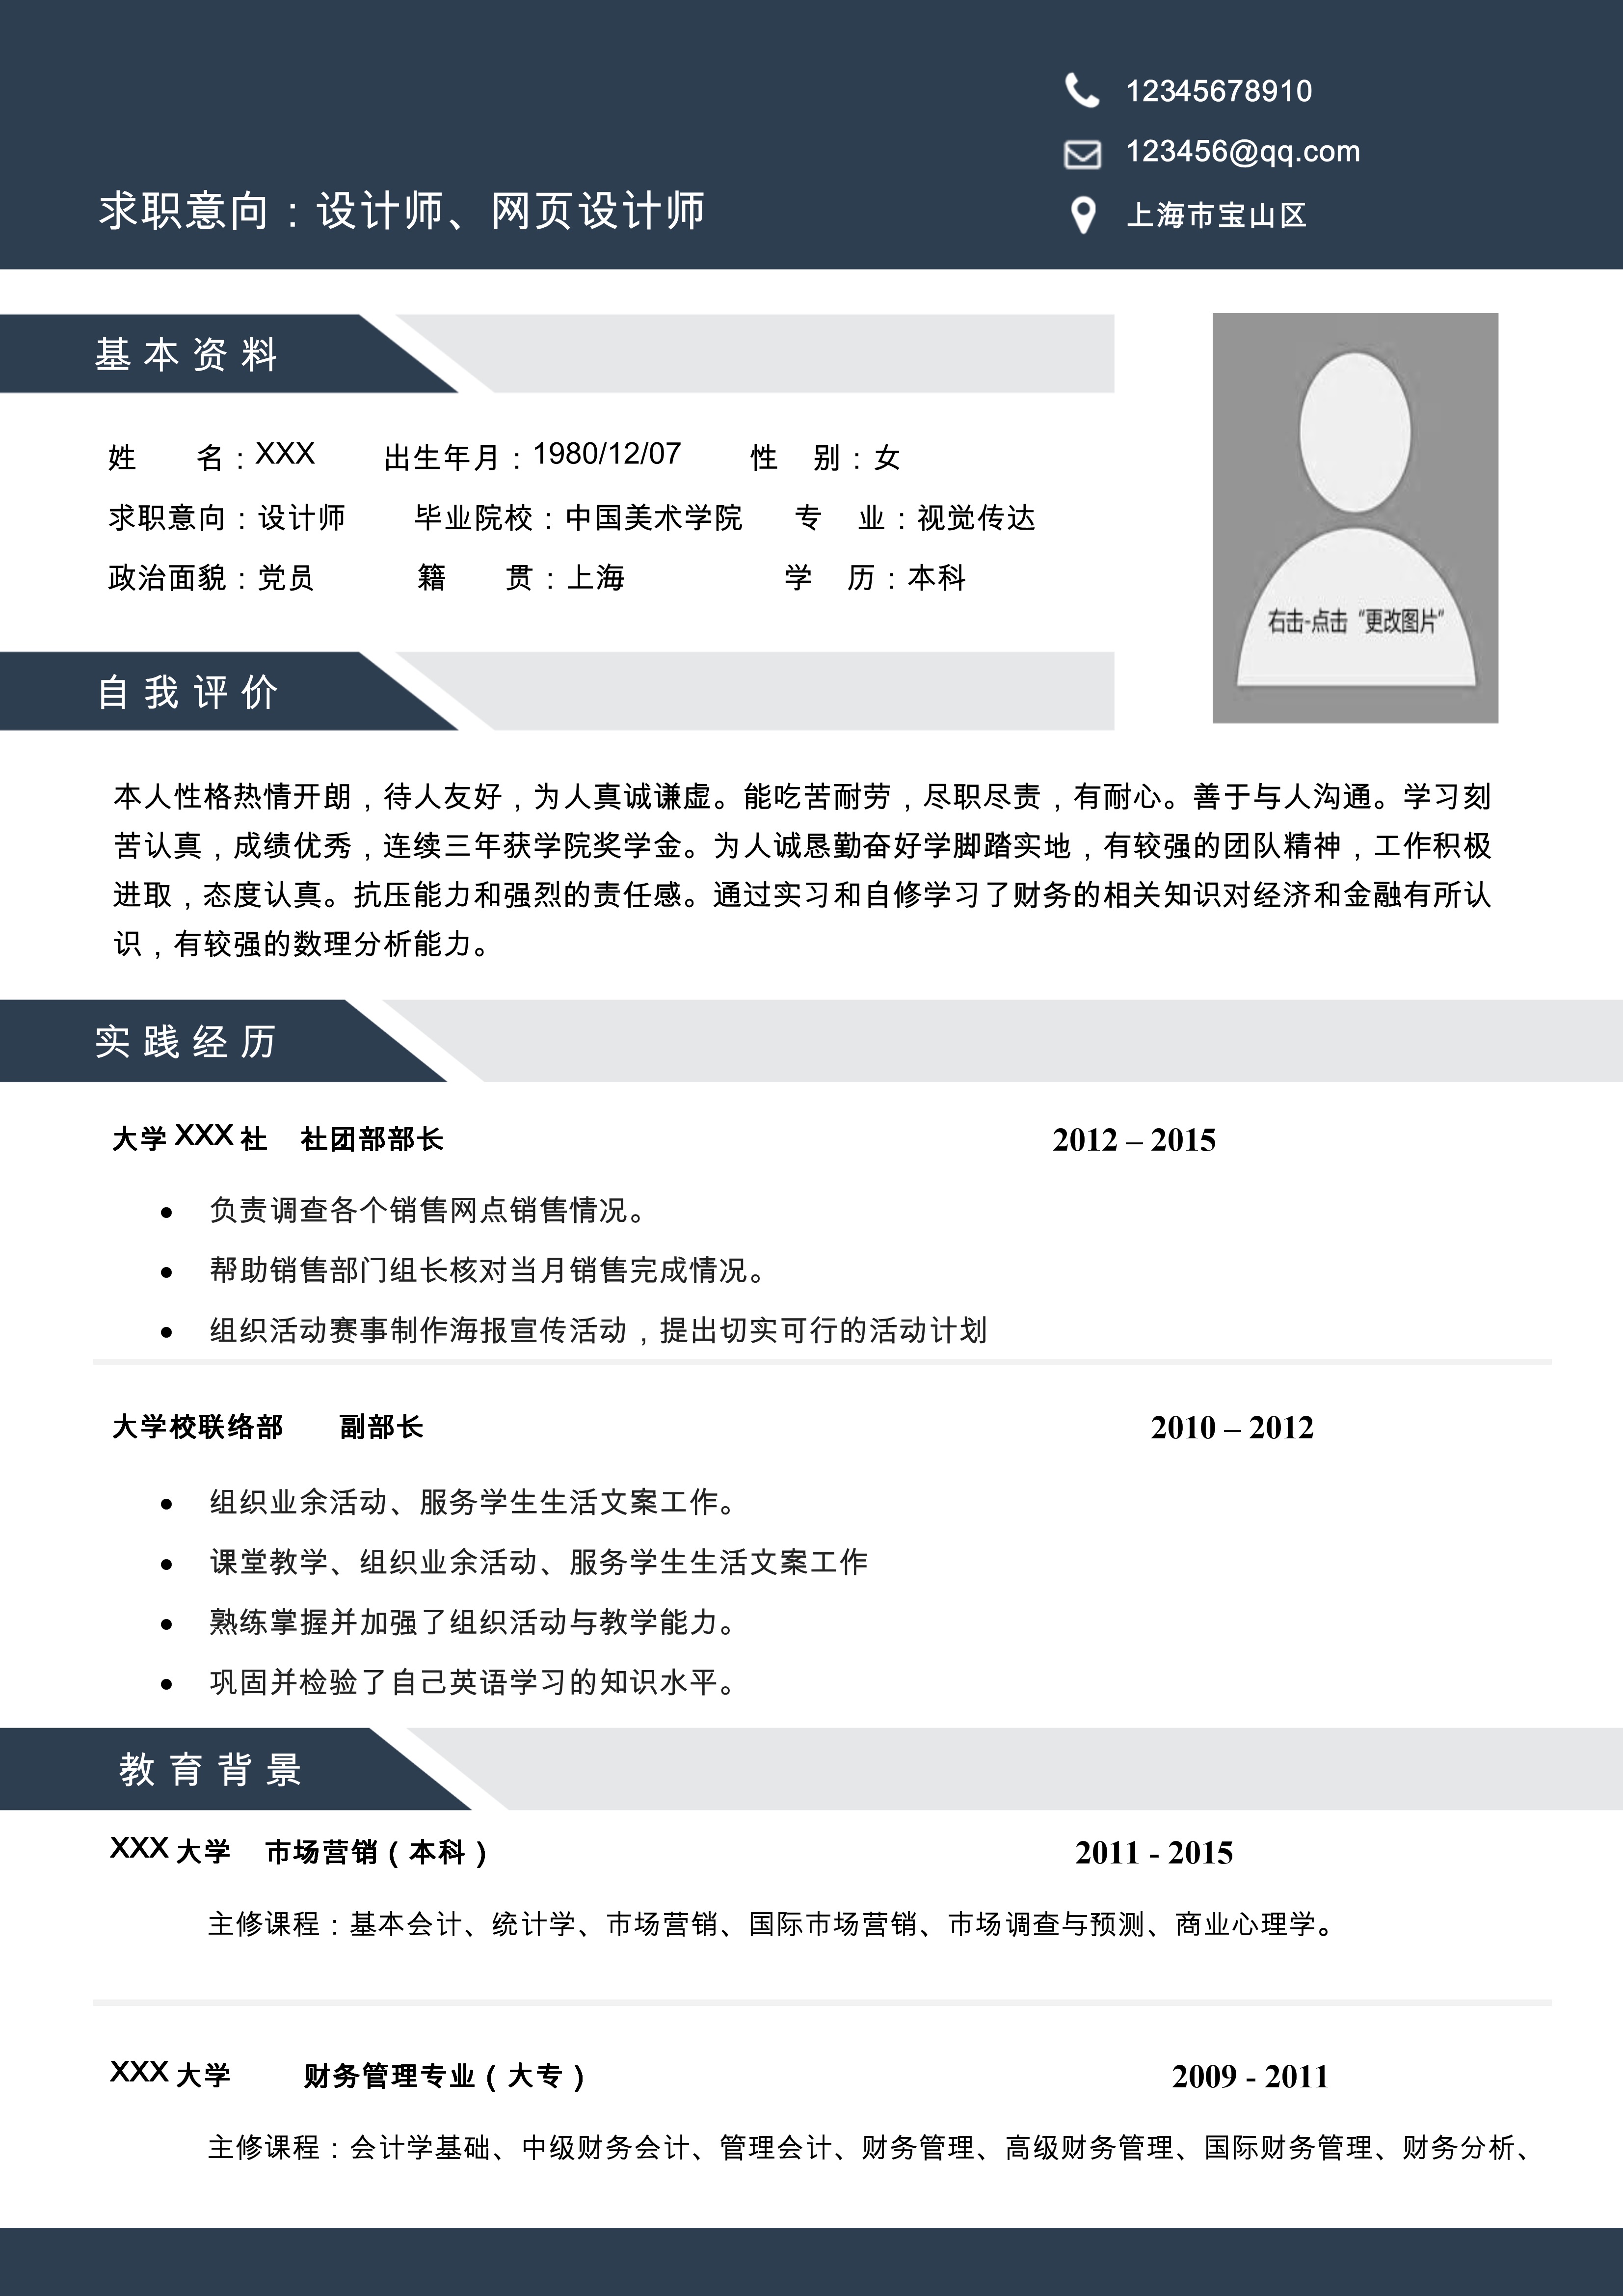 12345678910
123456@qq.com
求职意向：设计师、网页设计师
上海市宝山区
基本资料
姓 名：XXX 出生年月：1980/12/07 性 别：女
求职意向：设计师 毕业院校：中国美术学院 专 业：视觉传达
政治面貌：党员 籍 贯：上海 学 历：本科
右击-点击“更改图片”
自我评价
本人性格热情开朗，待人友好，为人真诚谦虚。能吃苦耐劳，尽职尽责，有耐心。善于与人沟通。学习刻
苦认真，成绩优秀，连续三年获学院奖学金。为人诚恳勤奋好学脚踏实地，有较强的团队精神，工作积极
进取，态度认真。抗压能力和强烈的责任感。通过实习和自修学习了财务的相关知识对经济和金融有所认
识，有较强的数理分析能力。
实践经历
大学XXX社 社团部部长 2012 – 2015
● 负责调查各个销售网点销售情况。
● 帮助销售部门组长核对当月销售完成情况。
● 组织活动赛事制作海报宣传活动，提出切实可行的活动计划
大学校联络部 副部长 2010 – 2012
● 组织业余活动、服务学生生活文案工作。
● 课堂教学、组织业余活动、服务学生生活文案工作
● 熟练掌握并加强了组织活动与教学能力。
● 巩固并检验了自己英语学习的知识水平。
教育背景
XXX大学 市场营销（本科） 2011 - 2015
主修课程：基本会计、统计学、市场营销、国际市场营销、市场调查与预测、商业心理学。
XXX大学 财务管理专业（大专） 2009 - 2011
主修课程：会计学基础、中级财务会计、管理会计、财务管理、高级财务管理、国际财务管理、财务分析、